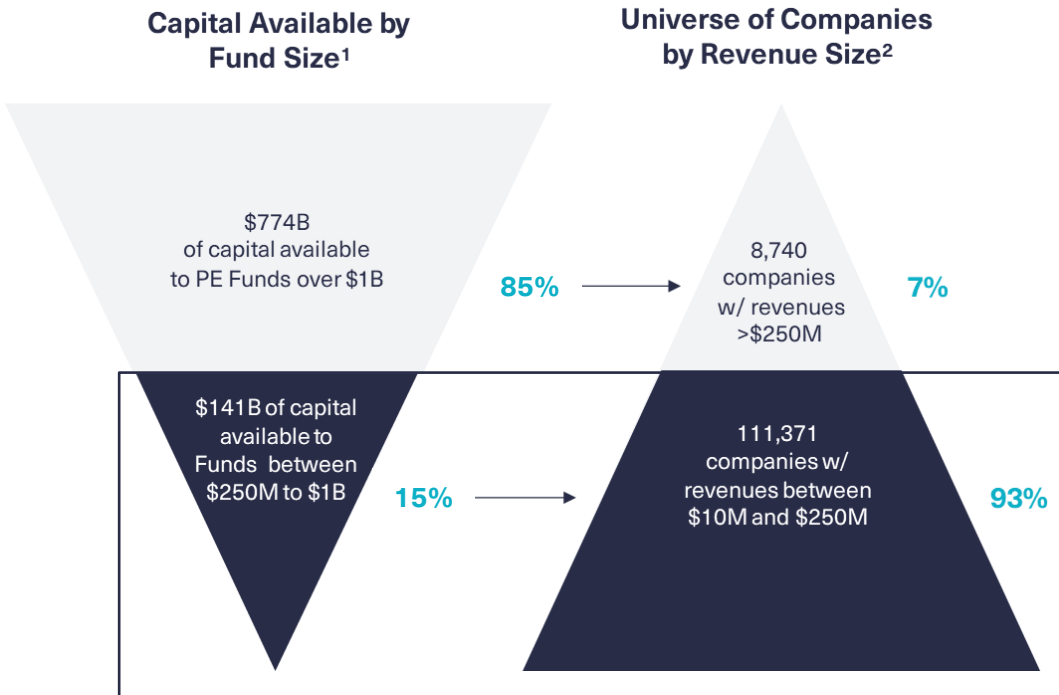 Capital Available by
Fund Size¹
Universe of Companies
by Revenue Size²
$774B
of capital available
to PE Funds over $1B
85%
8,740
companies
w/ revenues
>$250M
7%
$141B of capital
available to
Funds between
$250M to $1B
15%
111,371
companies w/
revenues between
$10M and $250M
93%